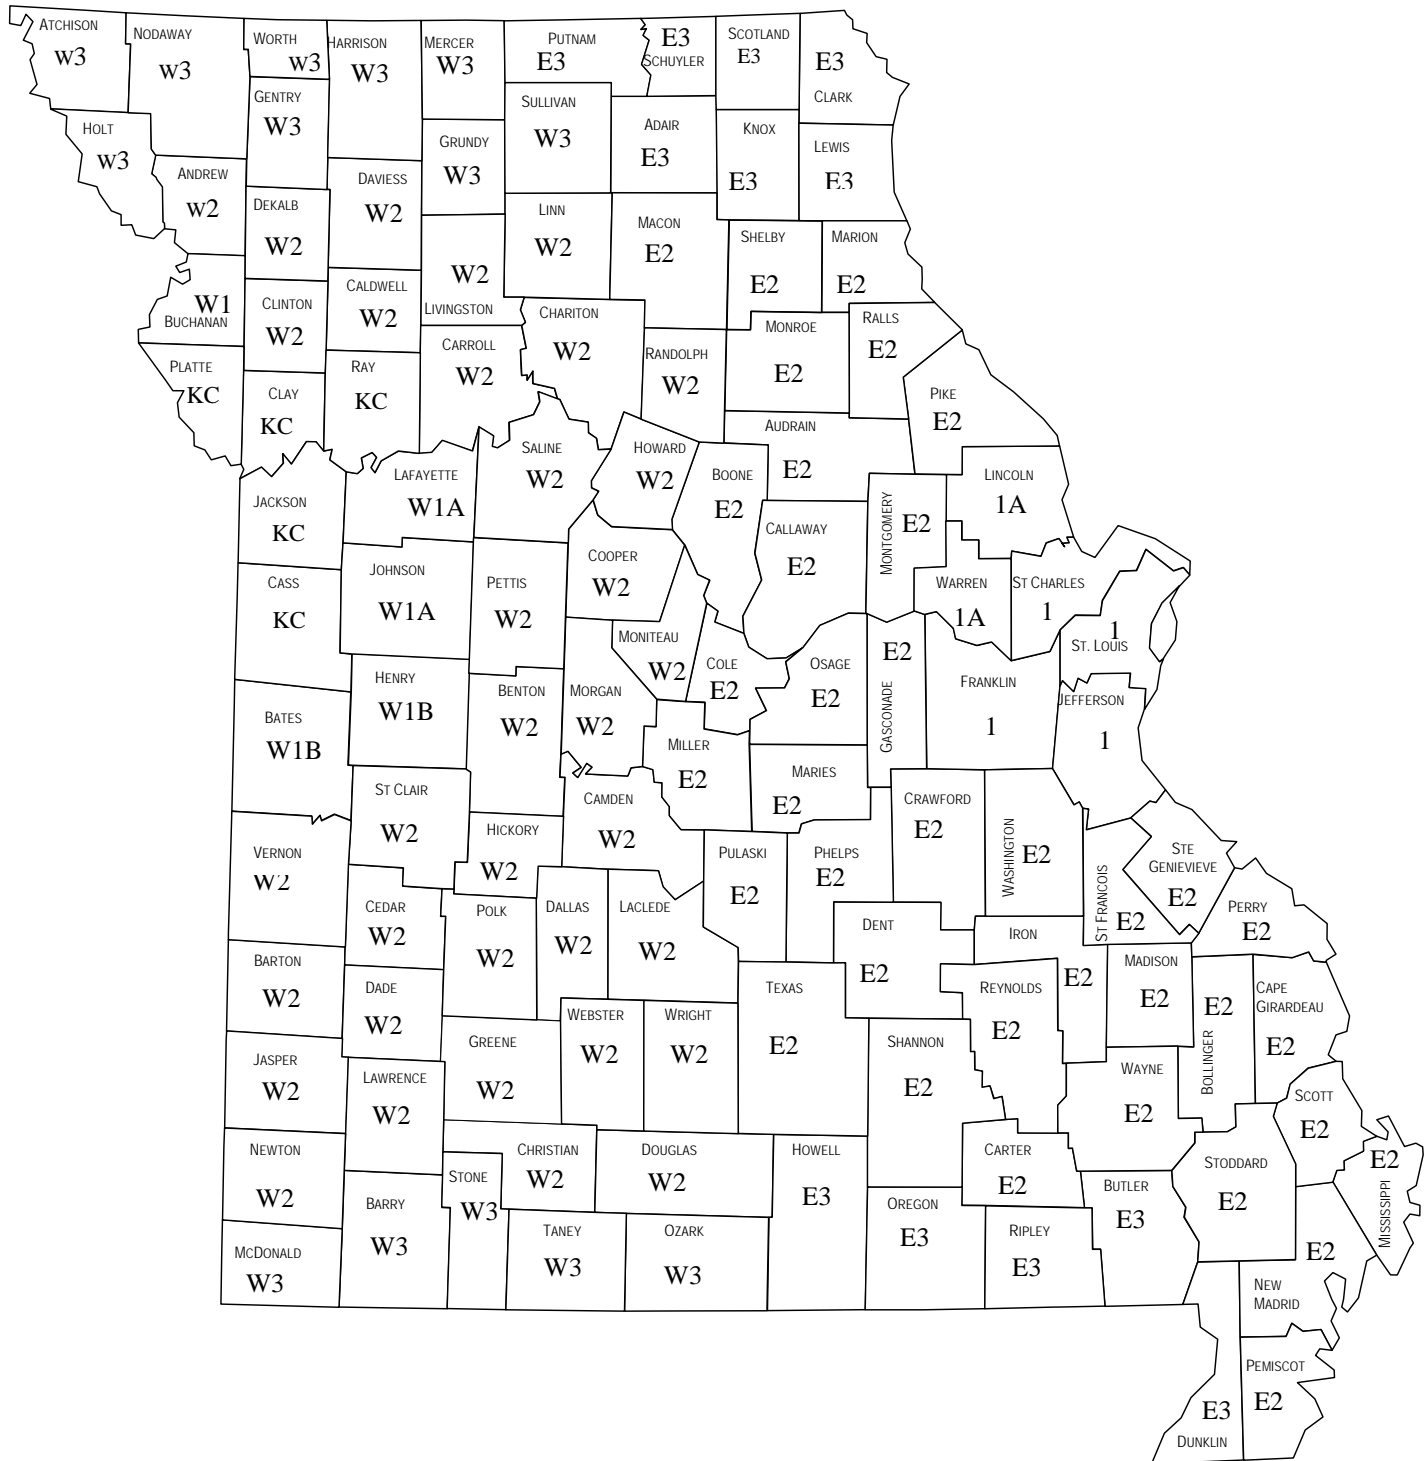 ATCHISON
W3
NODAWAY
W3
WORTH
W3
HARRISON
W3
MERCER
W3
PUTNAM
E3
E3
SCHUYLER
SCOTLAND
E3
E3
CLARK
HOLT
W3
GENTRY
W3
GRUNDY
W3
SULLIVAN
W3
ADAIR
E3
KNOX
E3
LEWIS
E3
ANDREW
W2
DEKALB
W2
DAVIESS
W2
W2
LIVINGSTON
LINN
W2
MACON
E2
SHELBY
E2
MARION
E2
W1
BUCHANAN
CLINTON
W2
CALDWELL
W2
CARROLL
W2
CHARITON
W2
RANDOLPH
W2
MONROE
E2
RALLS
E2
PLATTE
KC
CLAY
KC
RAY
KC
PIKE
E2
AUDRAIN
E2
JACKSON
KC
LAFAYETTE
W1A
SALINE
W2
HOWARD
W2
BOONE
E2
CALLAWAY
E2
MONTGOMERY
E2
LINCOLN
1A
CASS
KC
JOHNSON
W1A
PETTIS
W2
COOPER
W2
WARREN
1A
ST CHARLES
1
1
ST. LOUIS
MONITEAU
W2
COLE
E2
OSAGE
E2
E2
GASCONADE
FRANKLIN
1
JEFFERSON
1
BATES
W1B
HENRY
W1B
BENTON
W2
MORGAN
W2
MILLER
E2
MARIES
E2
ST CLAIR
W2
HICKORY
W2
CAMDEN
W2
PULASKI
E2
PHELPS
E2
CRAWFORD
E2
WASHINGTON
E2
ST FRANCOIS
E2
STE
GENIEVIEVE
E2
PERRY
E2
VERNON
W2
CEDAR
W2
POLK
W2
DALLAS
W2
LACLEDE
W2
DENT
E2
IRON
E2
MADISON
E2
E2
BOLLINGER
CAPE
GIRARDEAU
E2
BARTON
W2
DADE
W2
GREENE
W2
WEBSTER
W2
WRIGHT
W2
TEXAS
E2
SHANNON
E2
REYNOLDS
E2
WAYNE
E2
SCOTT
E2
JASPER
W2
LAWRENCE
W2
NEWTON
W2
STONE
W3
CHRISTIAN
W2
DOUGLAS
W2
HOWELL
E3
CARTER
E2
STODDARD
E2
E2
MISSISSIPPI
MCDONALD
W3
BARRY
W3
TANEY
W3
OZARK
W3
OREGON
E3
RIPLEY
E3
BUTLER
E3
E2
NEW
MADRID
PEMISCOT
E2
E3
DUNKLIN